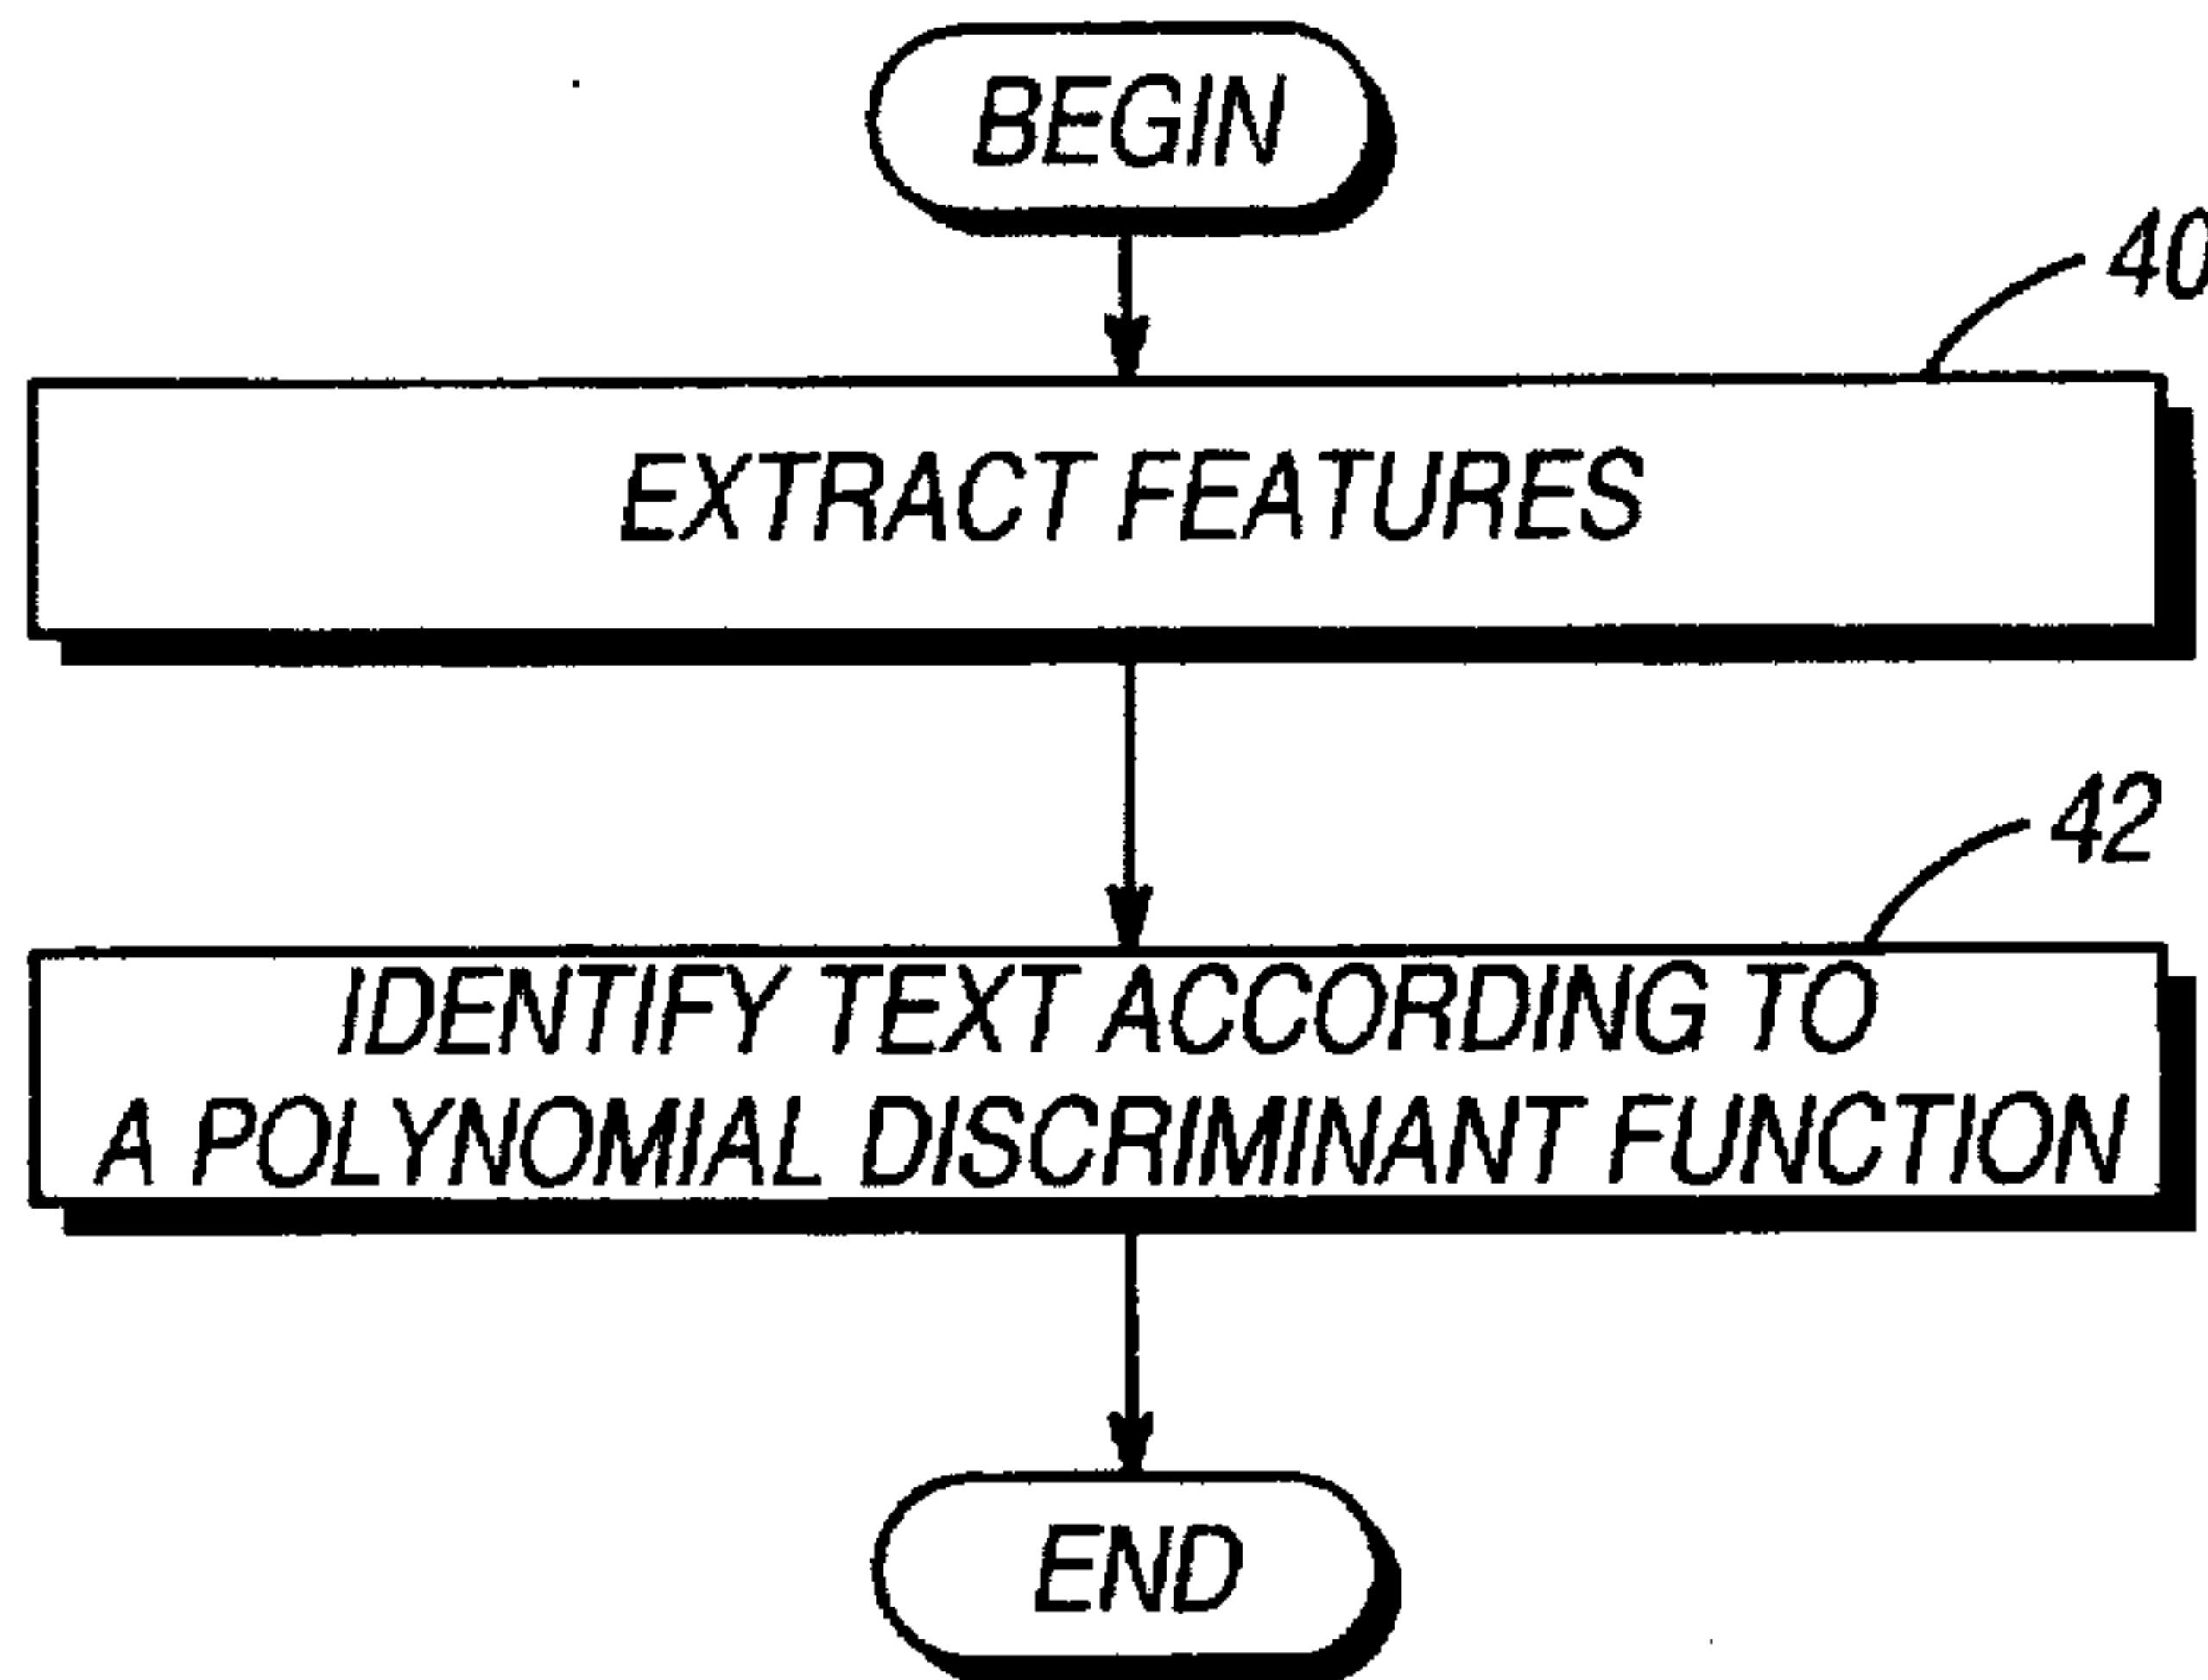 BEGIN
40
EXTRACT FEATURES
42
IDENTIFY TEXT ACCORDING TO
A POLYNOMIAL DISCRIMINANT FUNCTION
END